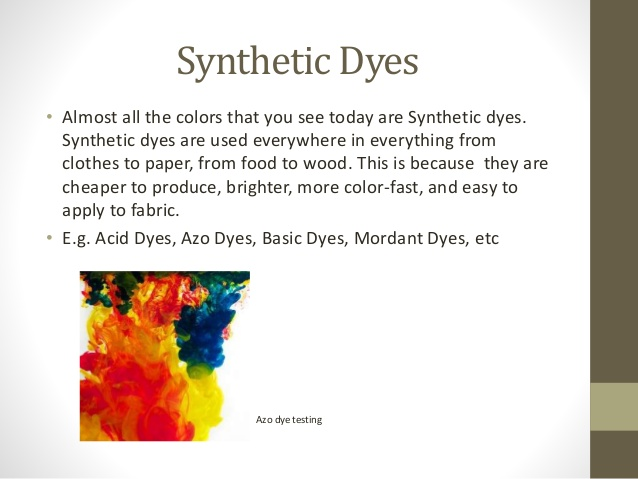 Synthetic Dyes
• Almost all the colors that you see today are Synthetic dyes.
Synthetic dyes are used everywhere in everything from
clothes to paper, from food to wood. This is because  they are
cheaper to produce, brighter, more color-fast, and easy to
apply to fabric.
• E.g. Acid Dyes, Azo Dyes, Basic Dyes, Mordant Dyes, etc
Azo dye testing